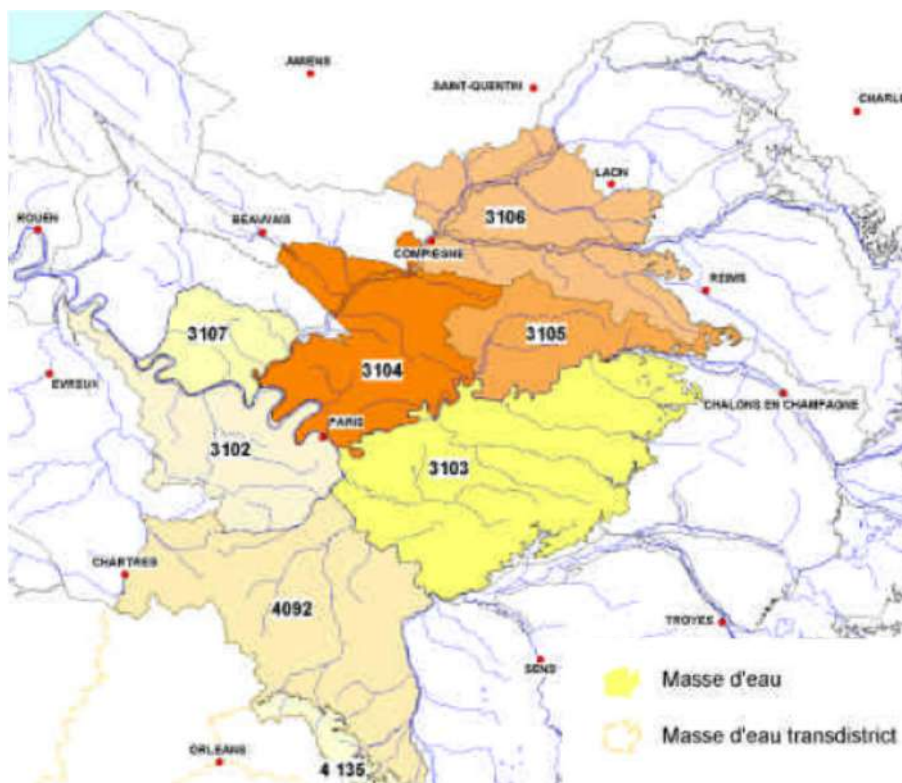 AMIENS
SAINT-QUENTIN
CHARL
LAON
ROUEN
BEAUVAIS
3106
COMPIEGNE
REIMS
3107
3105
3104
EVREUX
CHALONS EN CHAMPAGNE
PARIS
3102
3103
CHARTRES
4092
TROYES
SENS
Masse d'eau
Masse d'eau transdistrict
ORLEANS
4 135